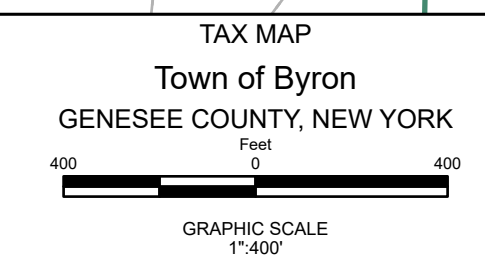 TAX MAP
Town of Byron
GENESEE COUNTY, NEW YORK
Feet
400 0 400
GRAPHIC SCALE
1":400'